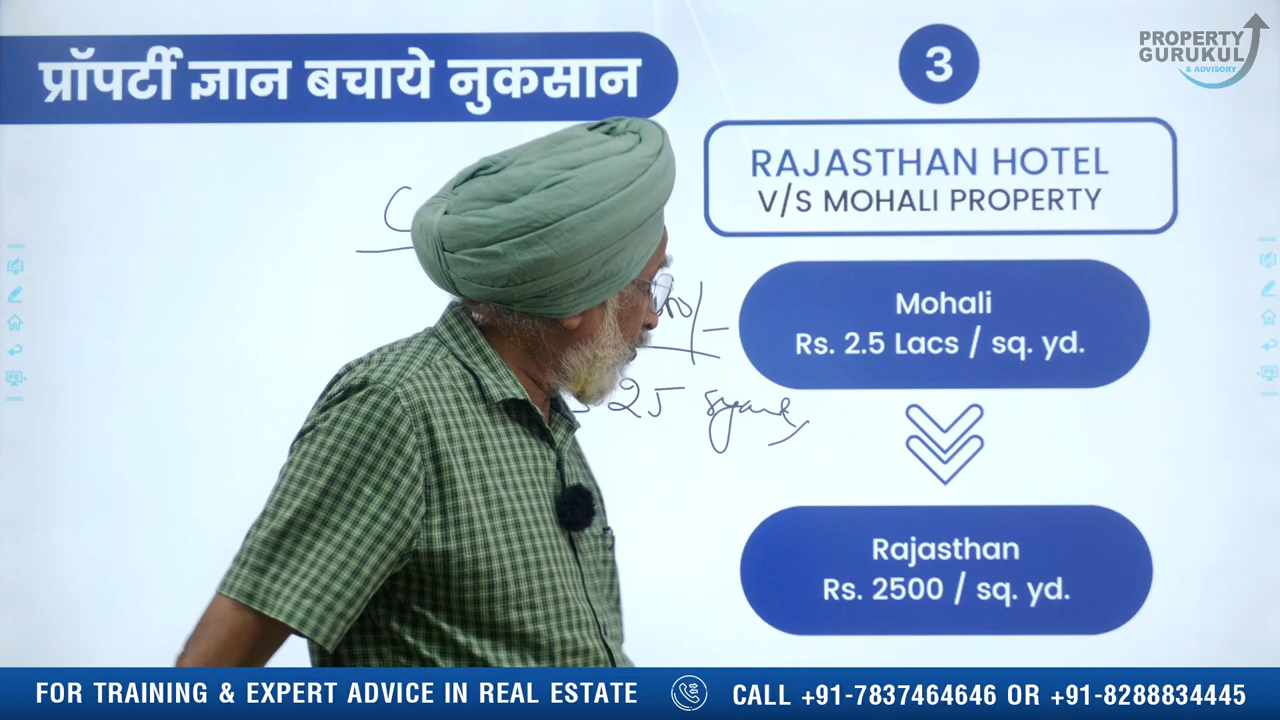 प्रॉपर्टी ज्ञान बचाये नुकसान
PROPERTY
GURUKUL
& ADVISORY
3
RAJASTHAN HOTEL
V/S MOHALI PROPERTY
Mohali
Rs. 2.5 Lacs / sq. yd.
25
Rajasthan
Rs. 2500 / sq. yd.
FOR TRAINING & EXPERT ADVICE IN REAL ESTATE
CALL +91-7837464646 OR +91-8288834445